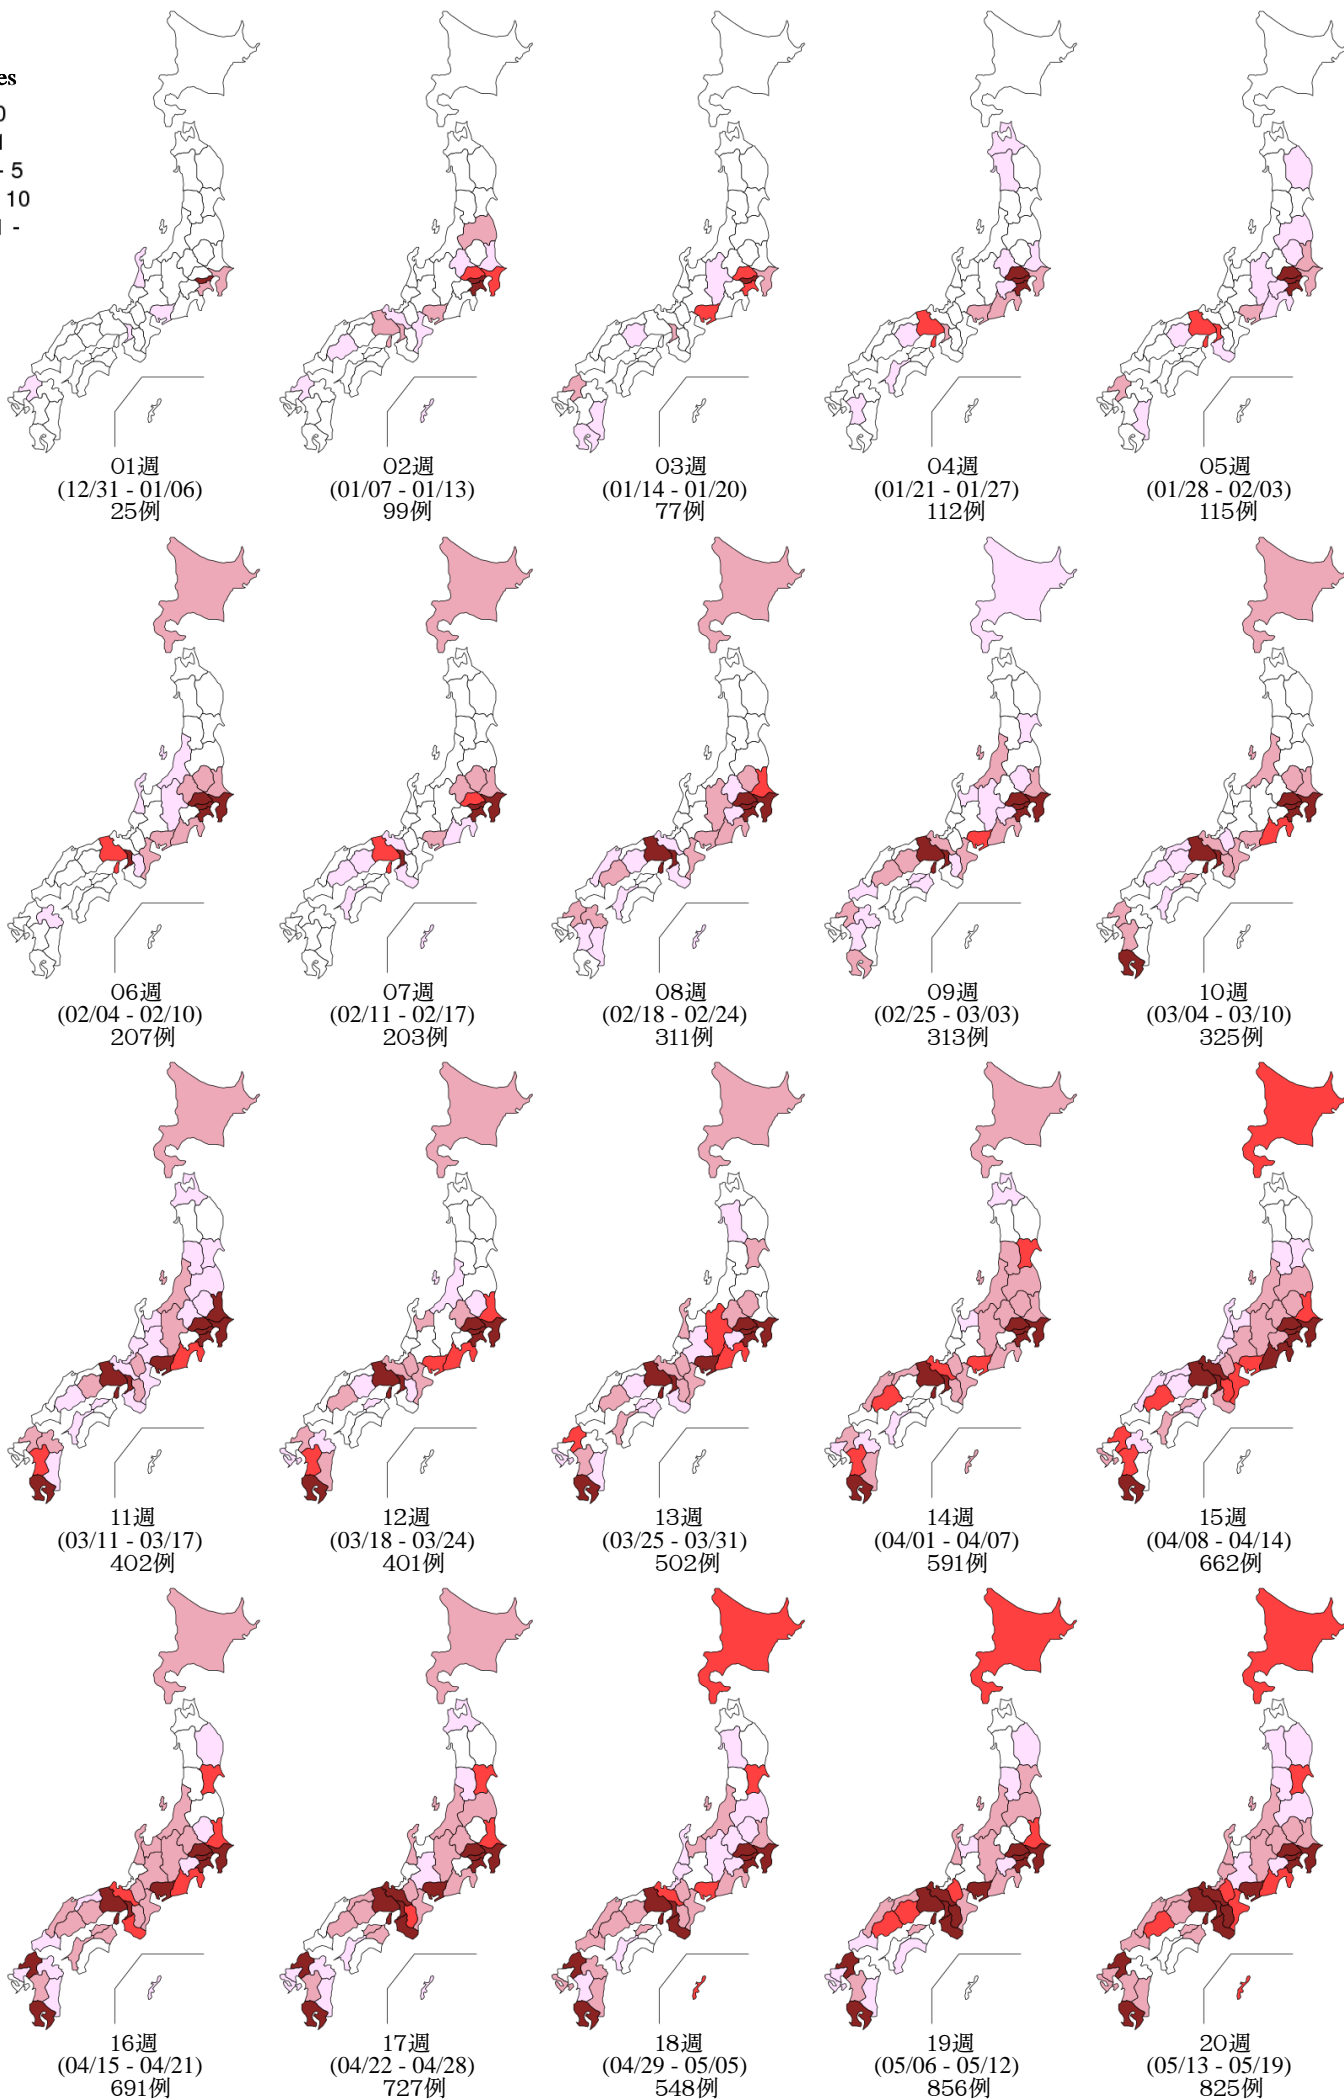 es
0
1
- 5
10
1 -
01週
(12/31 - 01/06)
25例
02週
(01/07 - 01/13)
99例
03週
(01/14 - 01/20)
77例
04週
(01/21 - 01/27)
112例
05週
(01/28 - 02/03)
115例
06週
(02/04 - 02/10)
207例
07週
(02/11 - 02/17)
203例
08週
(02/18 - 02/24)
311例
09週
(02/25 - 03/03)
313例
10週
(03/04 - 03/10)
325例
11週
(03/11 - 03/17)
402例
12週
(03/18 - 03/24)
401例
13週
(03/25 - 03/31)
502例
14週
(04/01 - 04/07)
591例
15週
(04/08 - 04/14)
662例
16週
(04/15 - 04/21)
691例
17週
(04/22 - 04/28)
727例
18週
(04/29 - 05/05)
548例
19週
(05/06 - 05/12)
856例
20週
(05/13 - 05/19)
825例